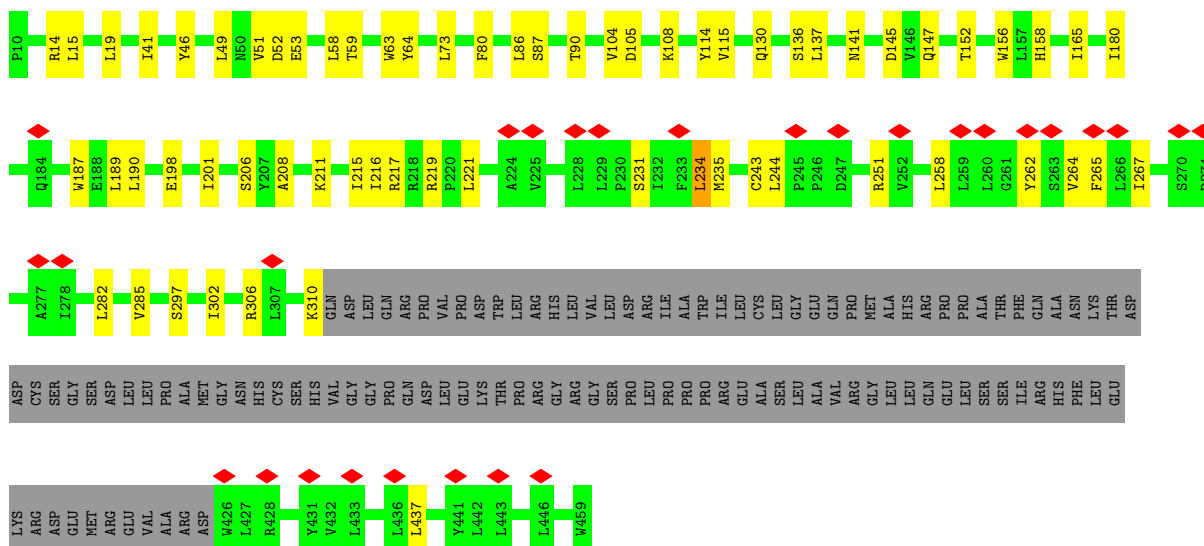 P10 R14 L15 L19 I41 Y46 L49 N50 V51 D52 E53 L58 T59 W63 Y64 L73 F80 L86 S87 T90 V104 D105 K108 Y114 V115 Q130 S136 L137 N141 D145 V146 Q147 T152 W156 L157 H158 I165 I180
Q184 W187 E188 L189 L190 E198 I201 S206 Y207 A208 K211 I215 I216 R217 R218 R219 P220 L221 A224 V225 L228 L229 P230 S231 I232 F233 L234 M235 C243 L244 P245 P246 D247 R251 V252 L258 L259 L260 G261 Y262 S263 V264 F265 L266 I267 S270
A277 I278 L282 V285 S297 I302 R306 L307 K310 GLN ASP LEU GLN ARG PRO VAL PRO ASP TRP LEU ARG HIS LEU VAL LEU ASP ARG ILE ALA TRP ILE LEU CYS LEU GLY GLU GLN PRO MET ALA HIS ARG PRO PRO ALA THR PHE GLN ALA ASN LYS THR ASP
ASP CYS SER GLY SER ASP LEU LEU PRO ALA MET GLY ASN HIS CYS SER HIS VAL GLY GLY PRO GLN ASP LEU GLU LYS THR PRO ARG GLY ARG GLY SER PRO LEU PRO PRO PRO ARG GLU ALA SER LEU ALA VAL ARG GLY LEU LEU GLN GLU LEU SER SER ILE ARG HIS PHE LEU GLU
LYS ARG ASP GLU MET ARG GLU VAL ALA ARG ASP W426 L427 R428 Y431 V432 L433 L436 L437 Y441 L442 L443 L446 W459